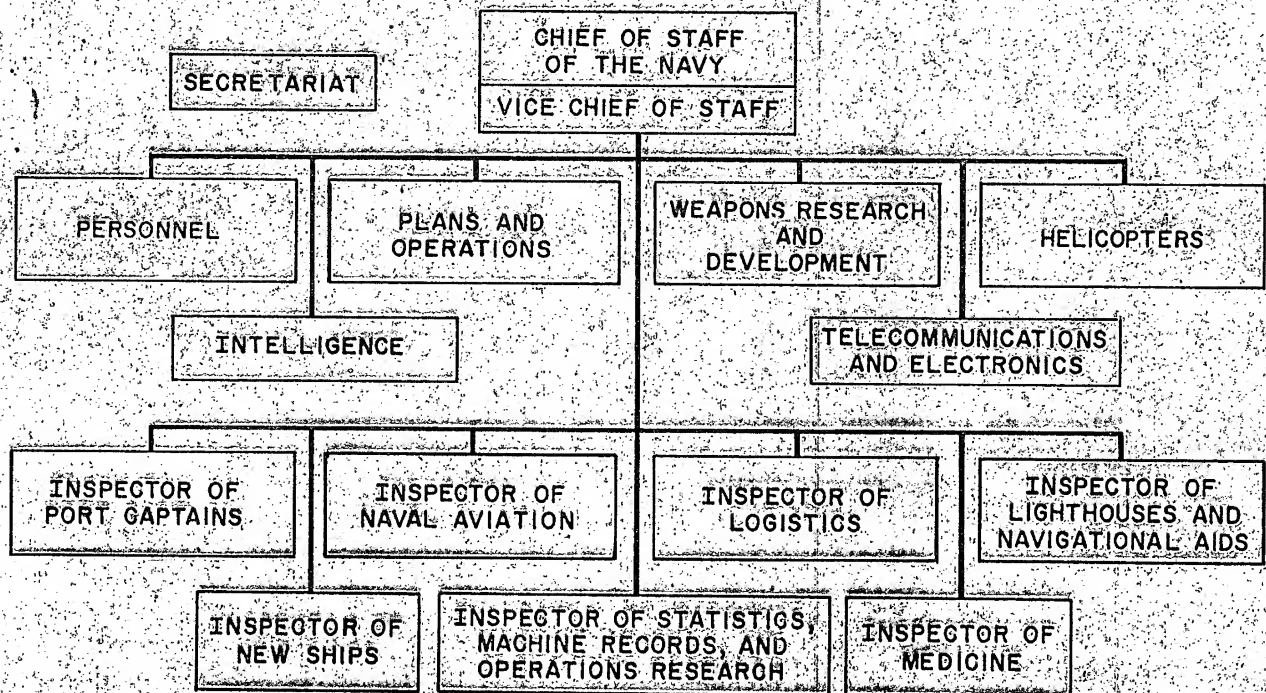 CHIEF OF STAFF
OF THE NAVY
SECRETARIAT
VICE CHIEF OF STAFF
PERSONNEL
PLANS AND
OPERATIONS
WEAPONS RESEARCH
AND
DEVELOPMENT
HELICOPTERS
INTELLIGENCE
TELECOMMUNICATIONS
AND ELECTRONICS
INSPECTOR OF
PORT CAPTAINS
INSPECTOR OF
NAVAL AVIATION
INSPECTOR OF
LOGISTICS
INSPECTOR OF
LIGHTHOUSES AND
NAVIGATIONAL AIDS
INSPECTOR OF
NEW SHIPS
INSPECTOR OF STATISTICS,
MACHINE RECORDS, AND
OPERATIONS RESEARCH
INSPECTOR OF
MEDICINE